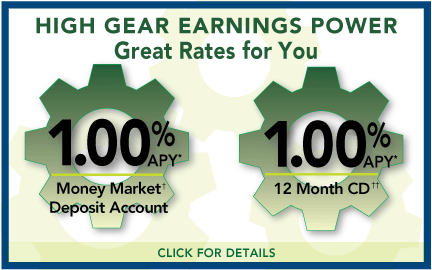 HIGH GEAR EARNINGS POWER
Great Rates for You
1.00% APY*
Money Market†
Deposit Account
1.00% APY*
12 Month CD††
CLICK FOR DETAILS